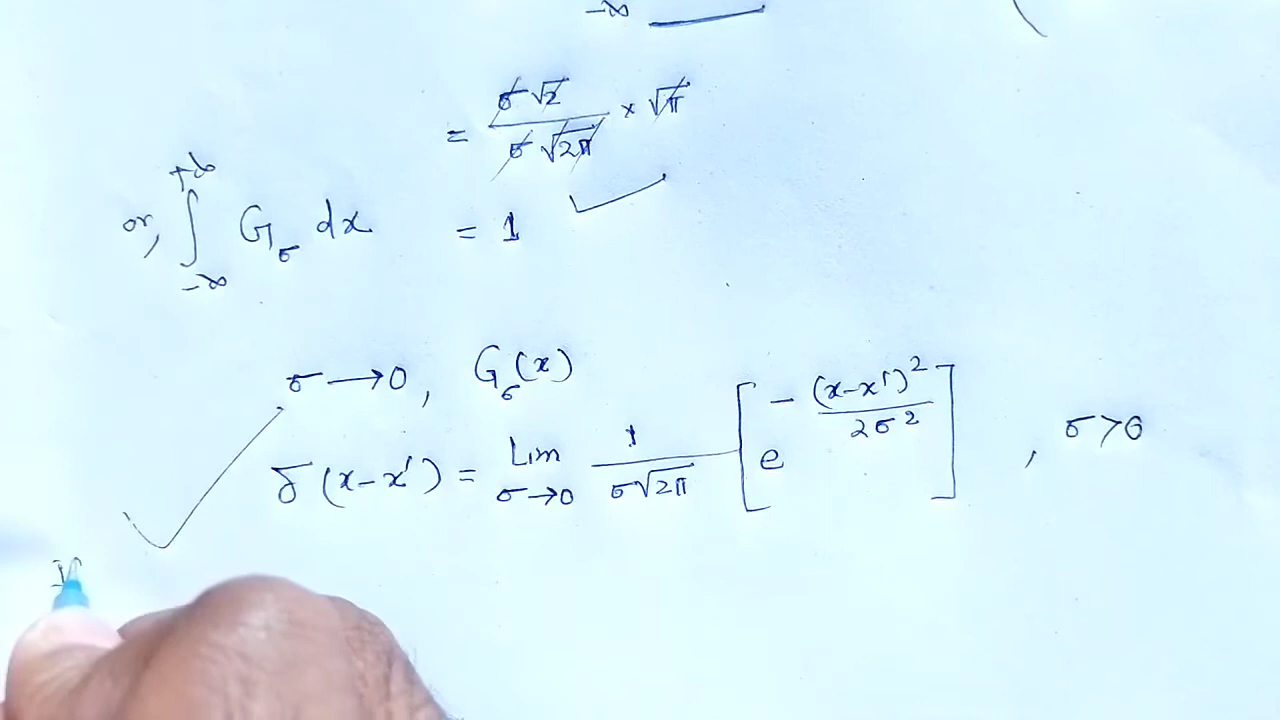 -∞
= σ√2 / σ√2π × √π
or, ∫_{-∞}^{+∞} G_σ dx = 1
σ → 0, G_σ(x)
δ(x-x') = Lim_{σ→0} 1/σ√2π [e^{-(x-x')²/2σ²}], σ>0